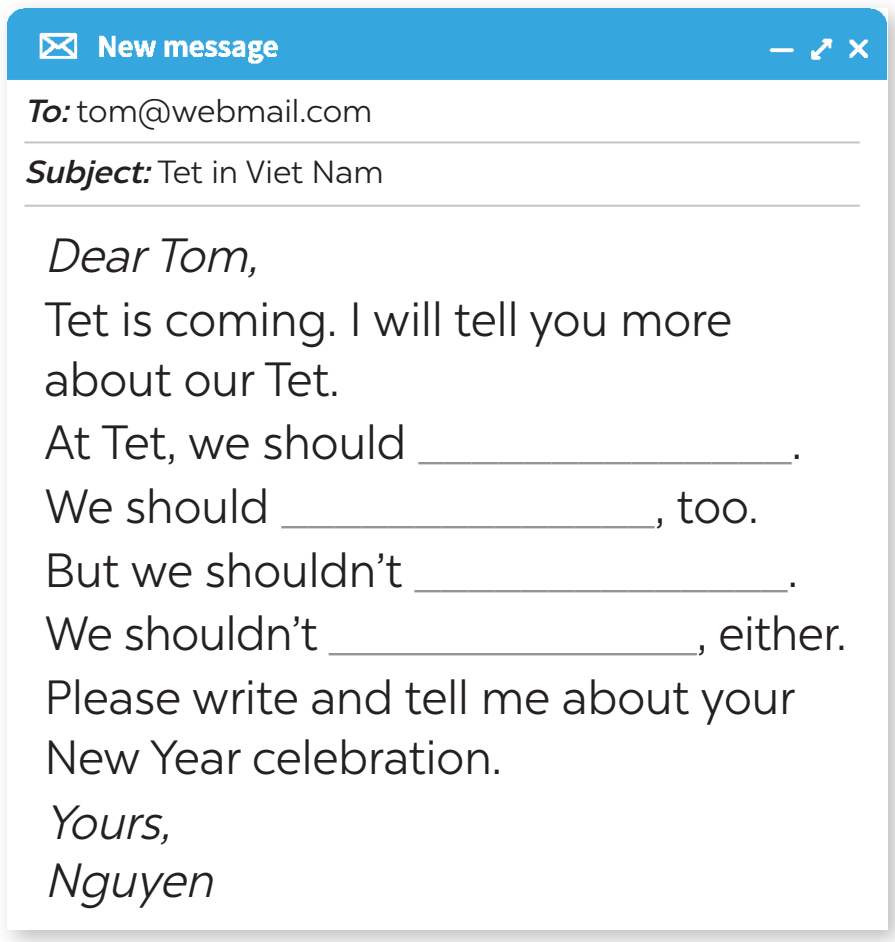 New message
To: tom@webmail.com
Subject: Tet in Viet Nam
Dear Tom,
Tet is coming. I will tell you more
about our Tet.
At Tet, we should ________________.
We should ________________, too.
But we shouldn’t ________________.
We shouldn’t ________________, either.
Please write and tell me about your
New Year celebration.
Yours,
Nguyen